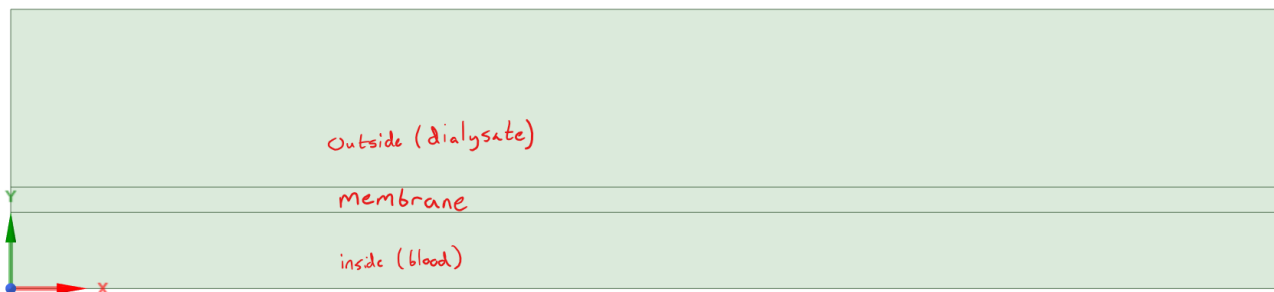 Outside (dialysate)
Y
membrane
inside (blood)
X